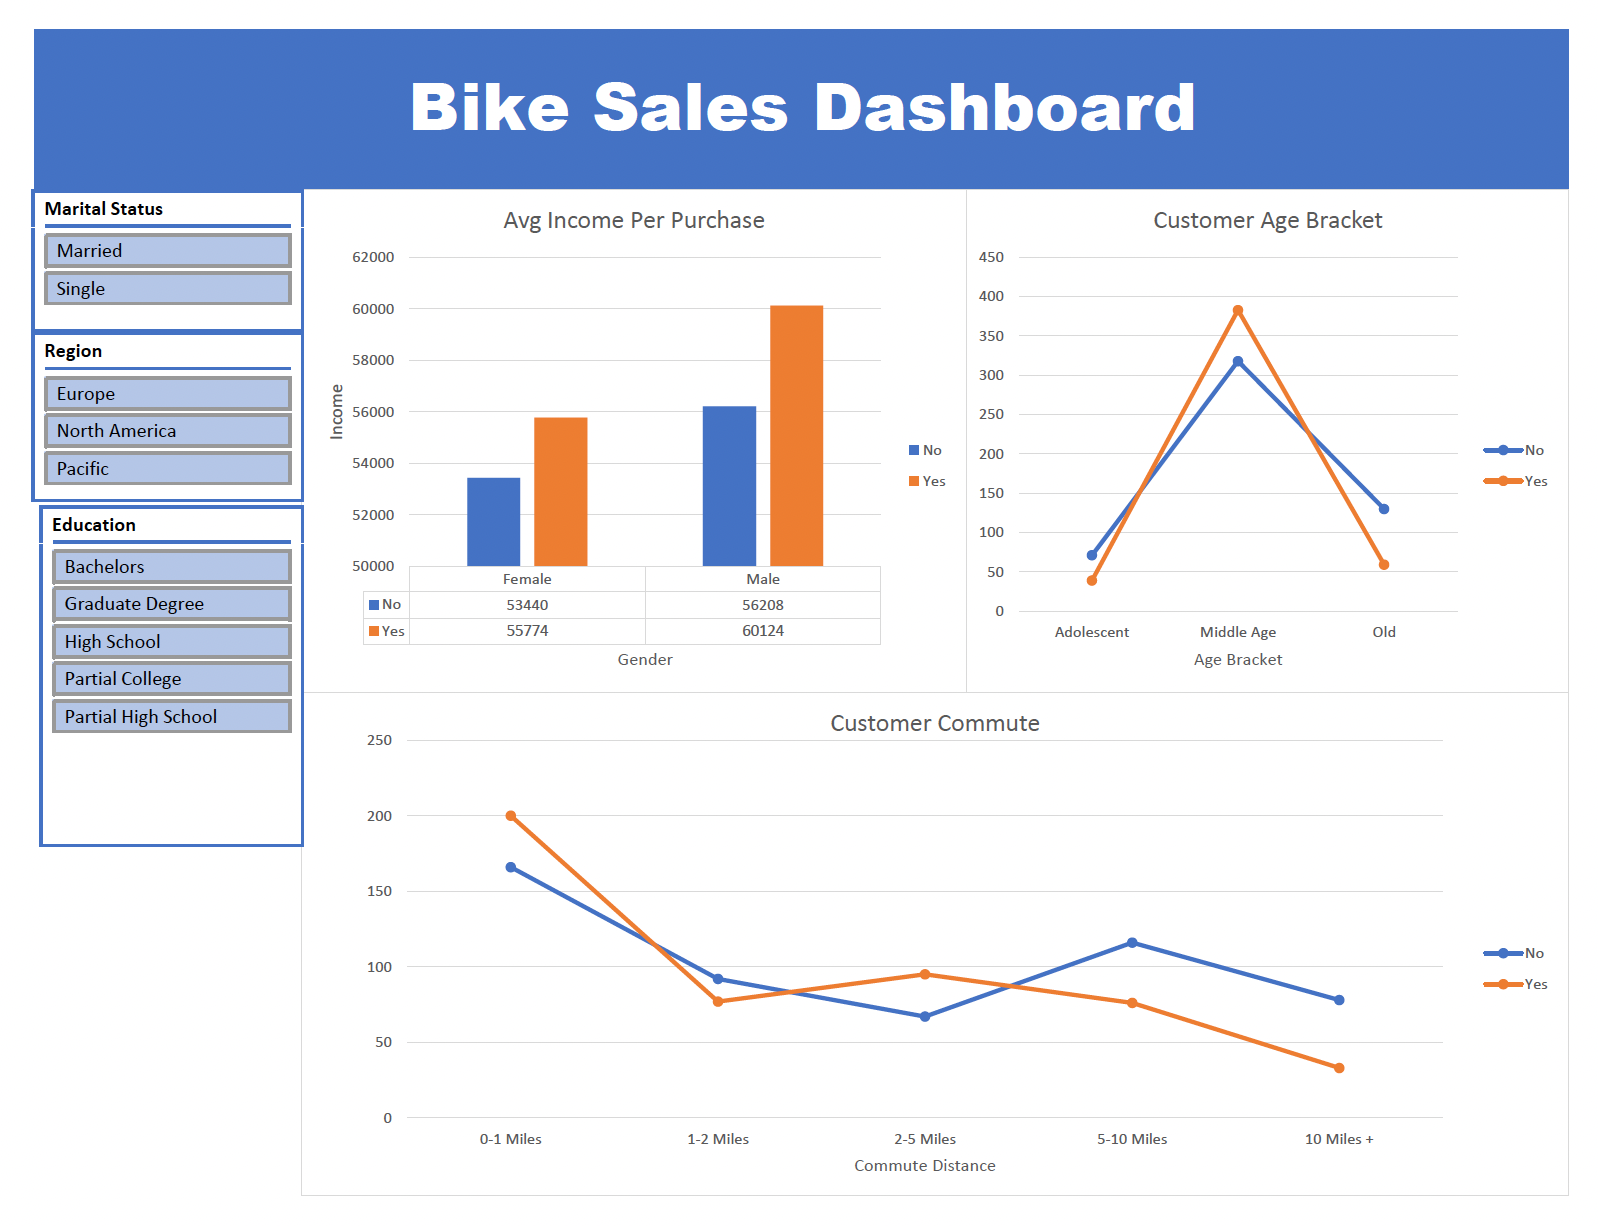 Bike Sales Dashboard
Marital Status
Married
Single
Region
Europe
North America
Pacific
Education
Bachelors
Graduate Degree
High School
Partial College
Partial High School
Avg Income Per Purchase
62000
60000
58000
56000
54000
52000
50000
Income
Female Male
No 53440 56208
Yes 55774 60124
Gender
No
Yes
Customer Age Bracket
450
400
350
300
250
200
150
100
50
0
Adolescent Middle Age Old
Age Bracket
No
Yes
Customer Commute
250
200
150
100
50
0
0-1 Miles 1-2 Miles 2-5 Miles 5-10 Miles 10 Miles +
Commute Distance
No
Yes